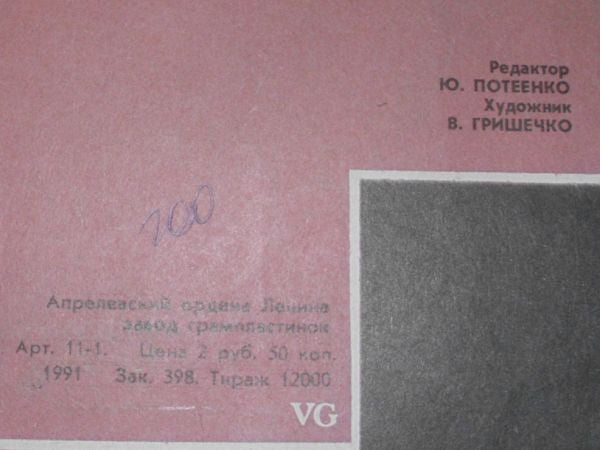 Редактор
Ю. ПОТЕЕНКО
Художник
В. ГРИШЕЧКО
100
Апрелевский ордена Ленина
завод грампластинок
Арт. 11-1. Цена 2 руб. 50 коп.
1991 Зак. 398. Тираж 12000
VG